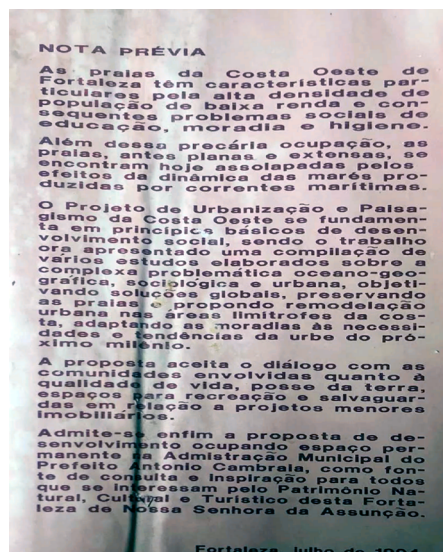 NOTA PRÉVIA
As praias da Costa Oeste de
Fortaleza têm características par-
ticulares pela alta densidade de
população de baixa renda e con-
sequentes problemas sociais de
educação, moradia e higiene.
Além dessa precária ocupação, as
praias, antes planas e extensas, se
encontram hoje assolapadas pelos
efeitos da dinâmica das marés pro-
duzidas por correntes marítimas.
O Projeto de Urbanização e Paisa-
gismo da Costa Oeste se fundamen-
ta em princípios básicos de desen-
volvimento social, sendo o trabalho
ora apresentado uma compilação de
vários estudos elaborados sobre a
complexa problemática oceano-geo-
gráfica, sociológica e urbana, objeti-
vando soluções globais, preservando
as praias e propondo remodelação
urbana nas áreas limítrofes da cos-
ta, adaptando as moradias às necessi-
dades e tendências da urbe do pró-
ximo milênio.
A proposta aceita o diálogo com as
comunidades envolvidas quanto à
qualidade de vida, posse da terra,
espaços para recreação e salvaguar-
das em relação a projetos menores
imobiliários.
Admite-se enfim a proposta de de-
senvolvimento ocupando espaço per-
manente na Admistração Municipal do
Prefeito Antonio Cambraia, como fon-
te de consulta e inspiração para todos
que se interessam pelo Patrimônio Na-
tural, Cultural e Turístico desta Forta-
leza de Nossa Senhora da Assunção.
Fortaleza, julho de 1994